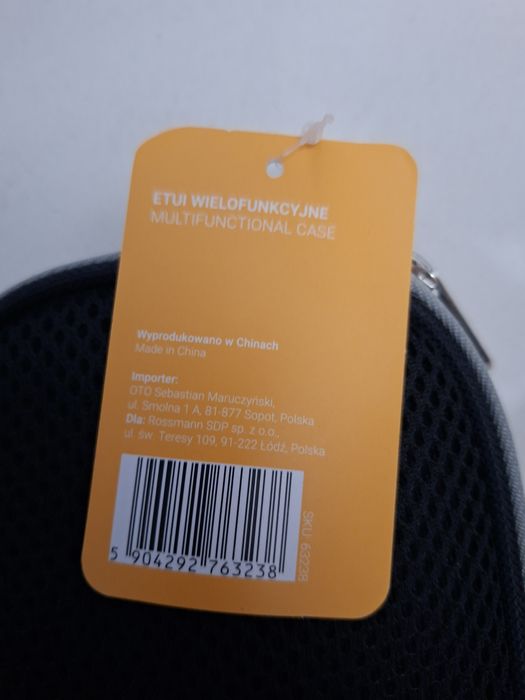 ETUI WIELOFUNKCYJNE
MULTIFUNCTIONAL CASE
Wyprodukowano w Chinach
Made in China
Importer:
OTO Sebastian Maruczyński,
ul. Smolna 1 A, 81-877 Sopot, Polska
Dla: Rossmann SDP sp. z o.o.,
ul. św. Teresy 109, 91-222 Łódź, Polska
5 904292 763238
SKU: 63238